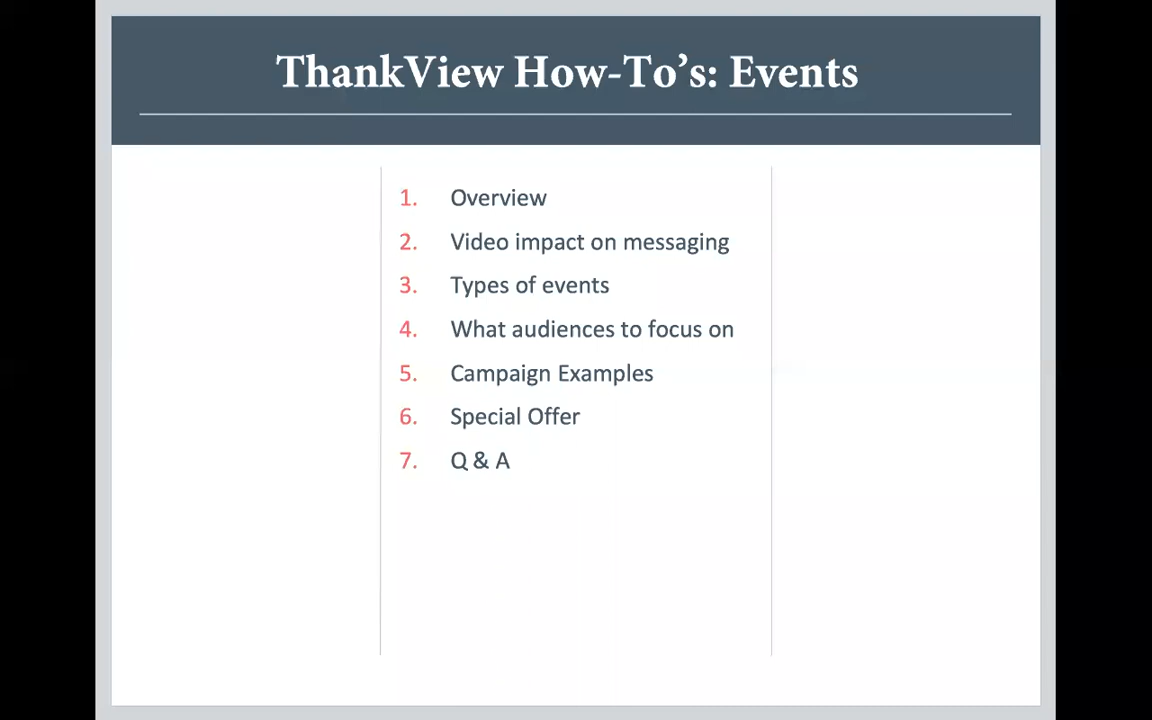 ThankView How-To’s: Events
1. Overview
2. Video impact on messaging
3. Types of events
4. What audiences to focus on
5. Campaign Examples
6. Special Offer
7. Q & A